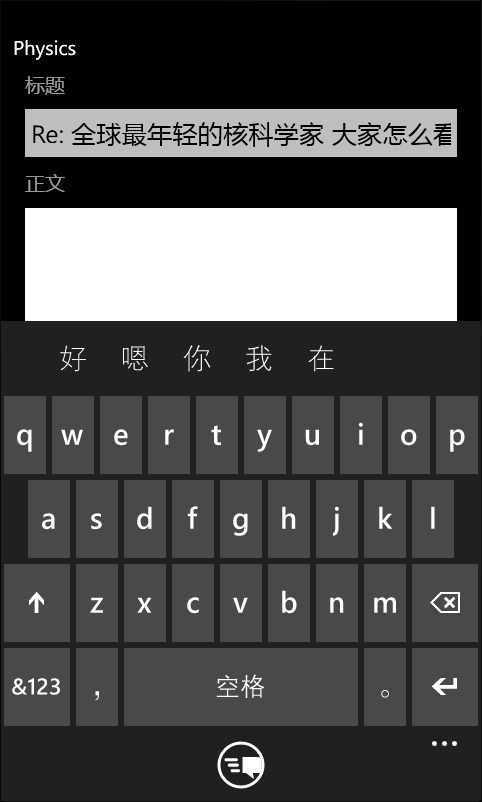 Physics
标题
Re: 全球最年轻的核科学家 大家怎么看
正文
好 嗯 你 我 在
q w e r t y u i o p
a s d f g h j k l
z x c v b n m
&123 , 空格 。